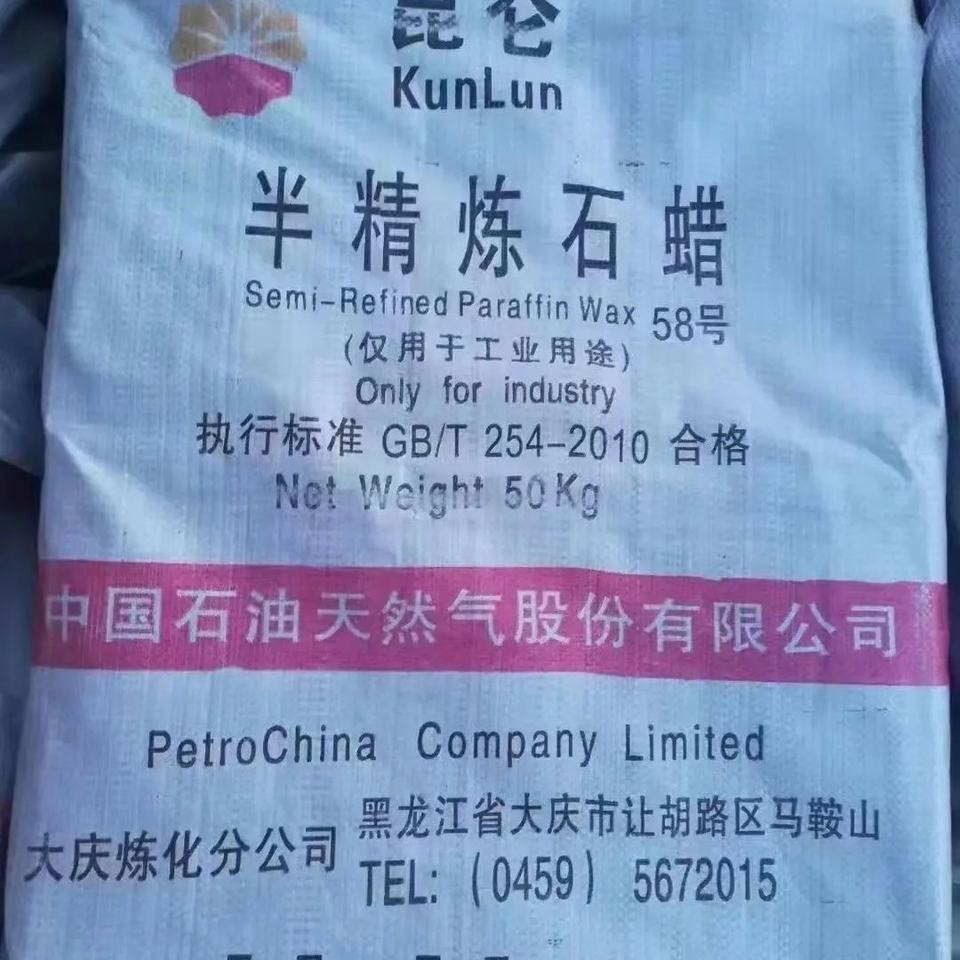 昆仑
KunLun
半精炼石蜡
Semi-Refined Paraffin Wax 58号
(仅用于工业用途)
Only for industry
执行标准 GB/T 254-2010 合格
Net Weight 50Kg
中国石油天然气股份有限公司
PetroChina Company Limited
大庆炼化分公司
黑龙江省大庆市让胡路区马鞍山
TEL: (0459) 5672015